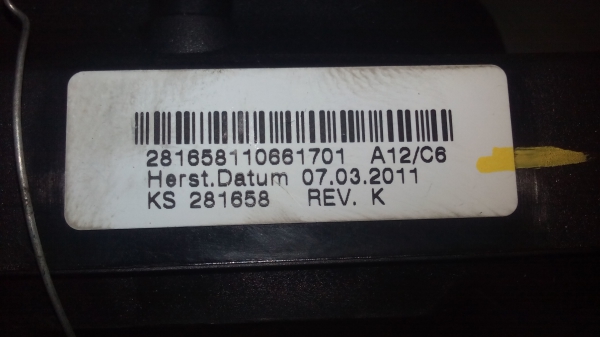 281658110661701 A12/C6
Herst.Datum 07.03.2011
KS 281658 REV. K